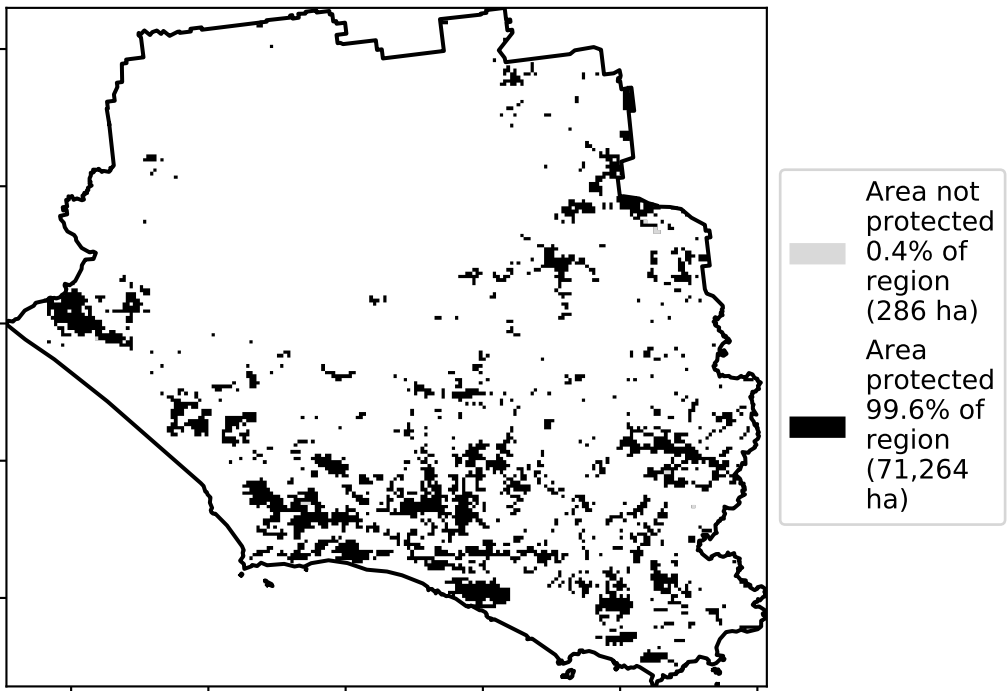 Area not
protected
0.4% of
region
(286 ha)
Area
protected
99.6% of
region
(71,264
ha)